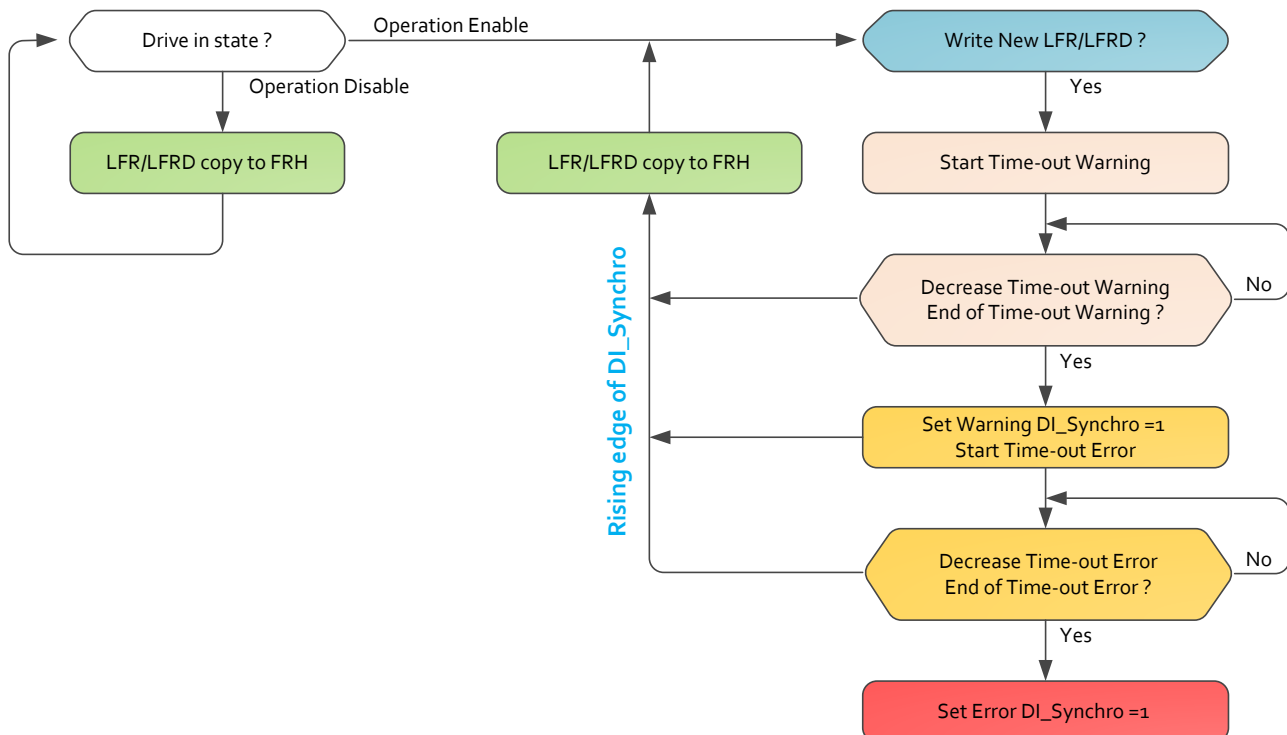 Drive in state ?
Operation Enable
Write New LFR/LFRD ?
Operation Disable
Yes
LFR/LFRD copy to FRH
LFR/LFRD copy to FRH
Start Time-out Warning
Rising edge of DI_Synchro
Decrease Time-out Warning
End of Time-out Warning ?
No
Yes
Set Warning DI_Synchro =1
Start Time-out Error
Decrease Time-out Error
End of Time-out Error ?
No
Yes
Set Error DI_Synchro =1